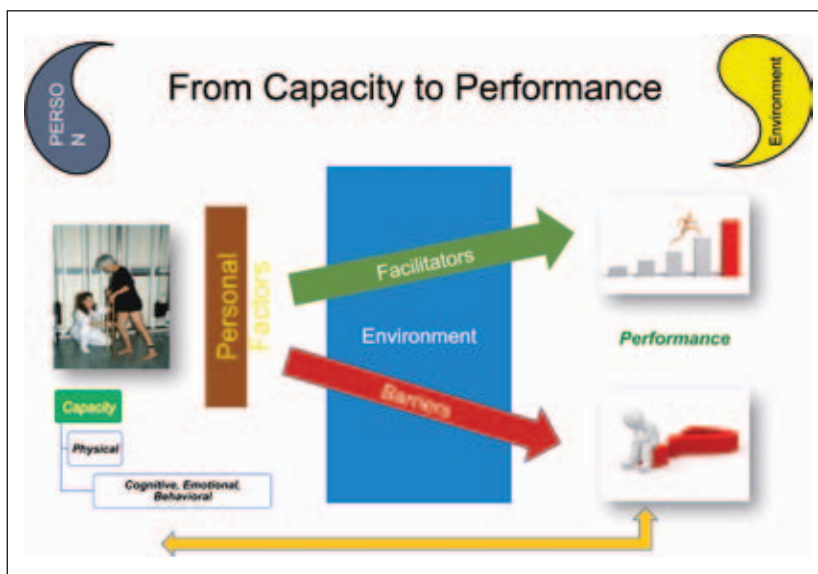 PERSO
N
From Capacity to Performance
Environment
Personal
Factors
Facilitators
Environment
Barriers
Performance
Capacity
Physical
Cognitive, Emotional,
Behavioral